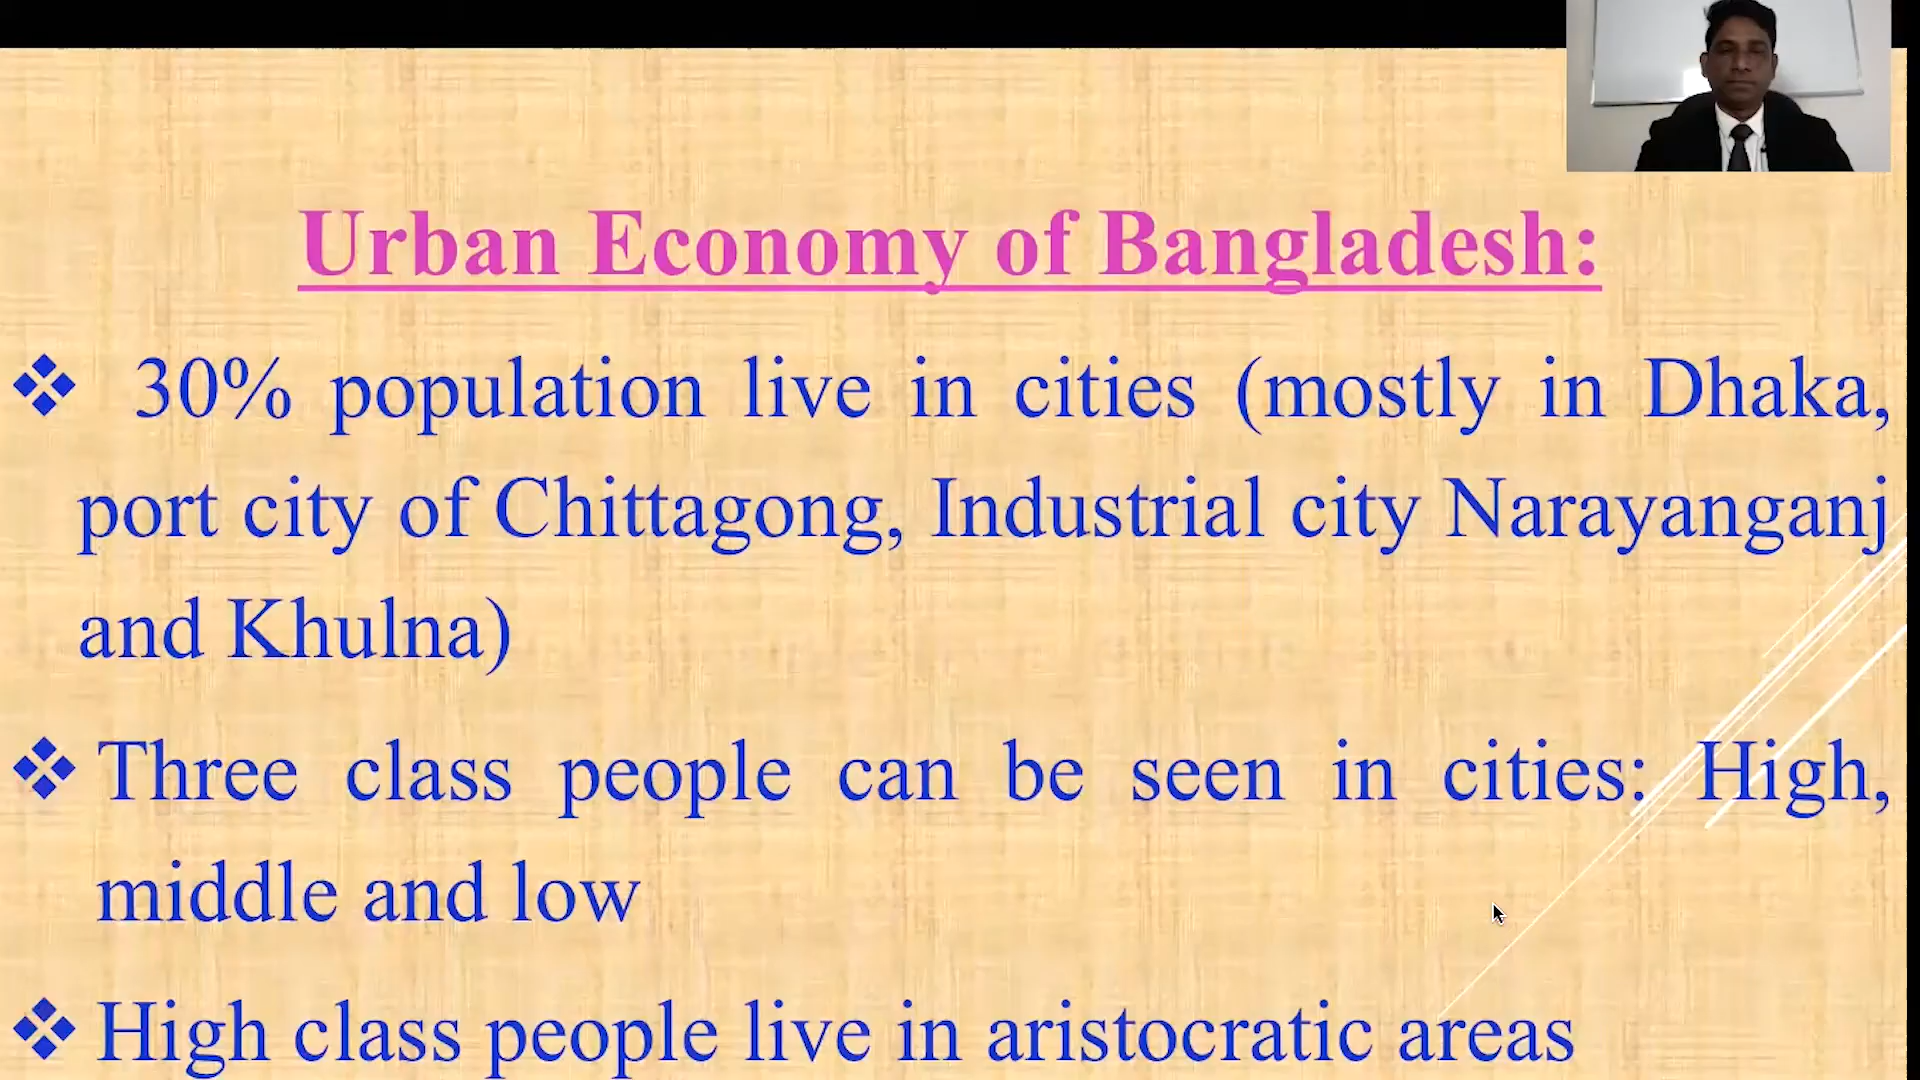 Urban Economy of Bangladesh:
❖ 30% population live in cities (mostly in Dhaka,
port city of Chittagong, Industrial city Narayanganj
and Khulna)
❖ Three class people can be seen in cities: High,
middle and low
❖ High class people live in aristocratic areas